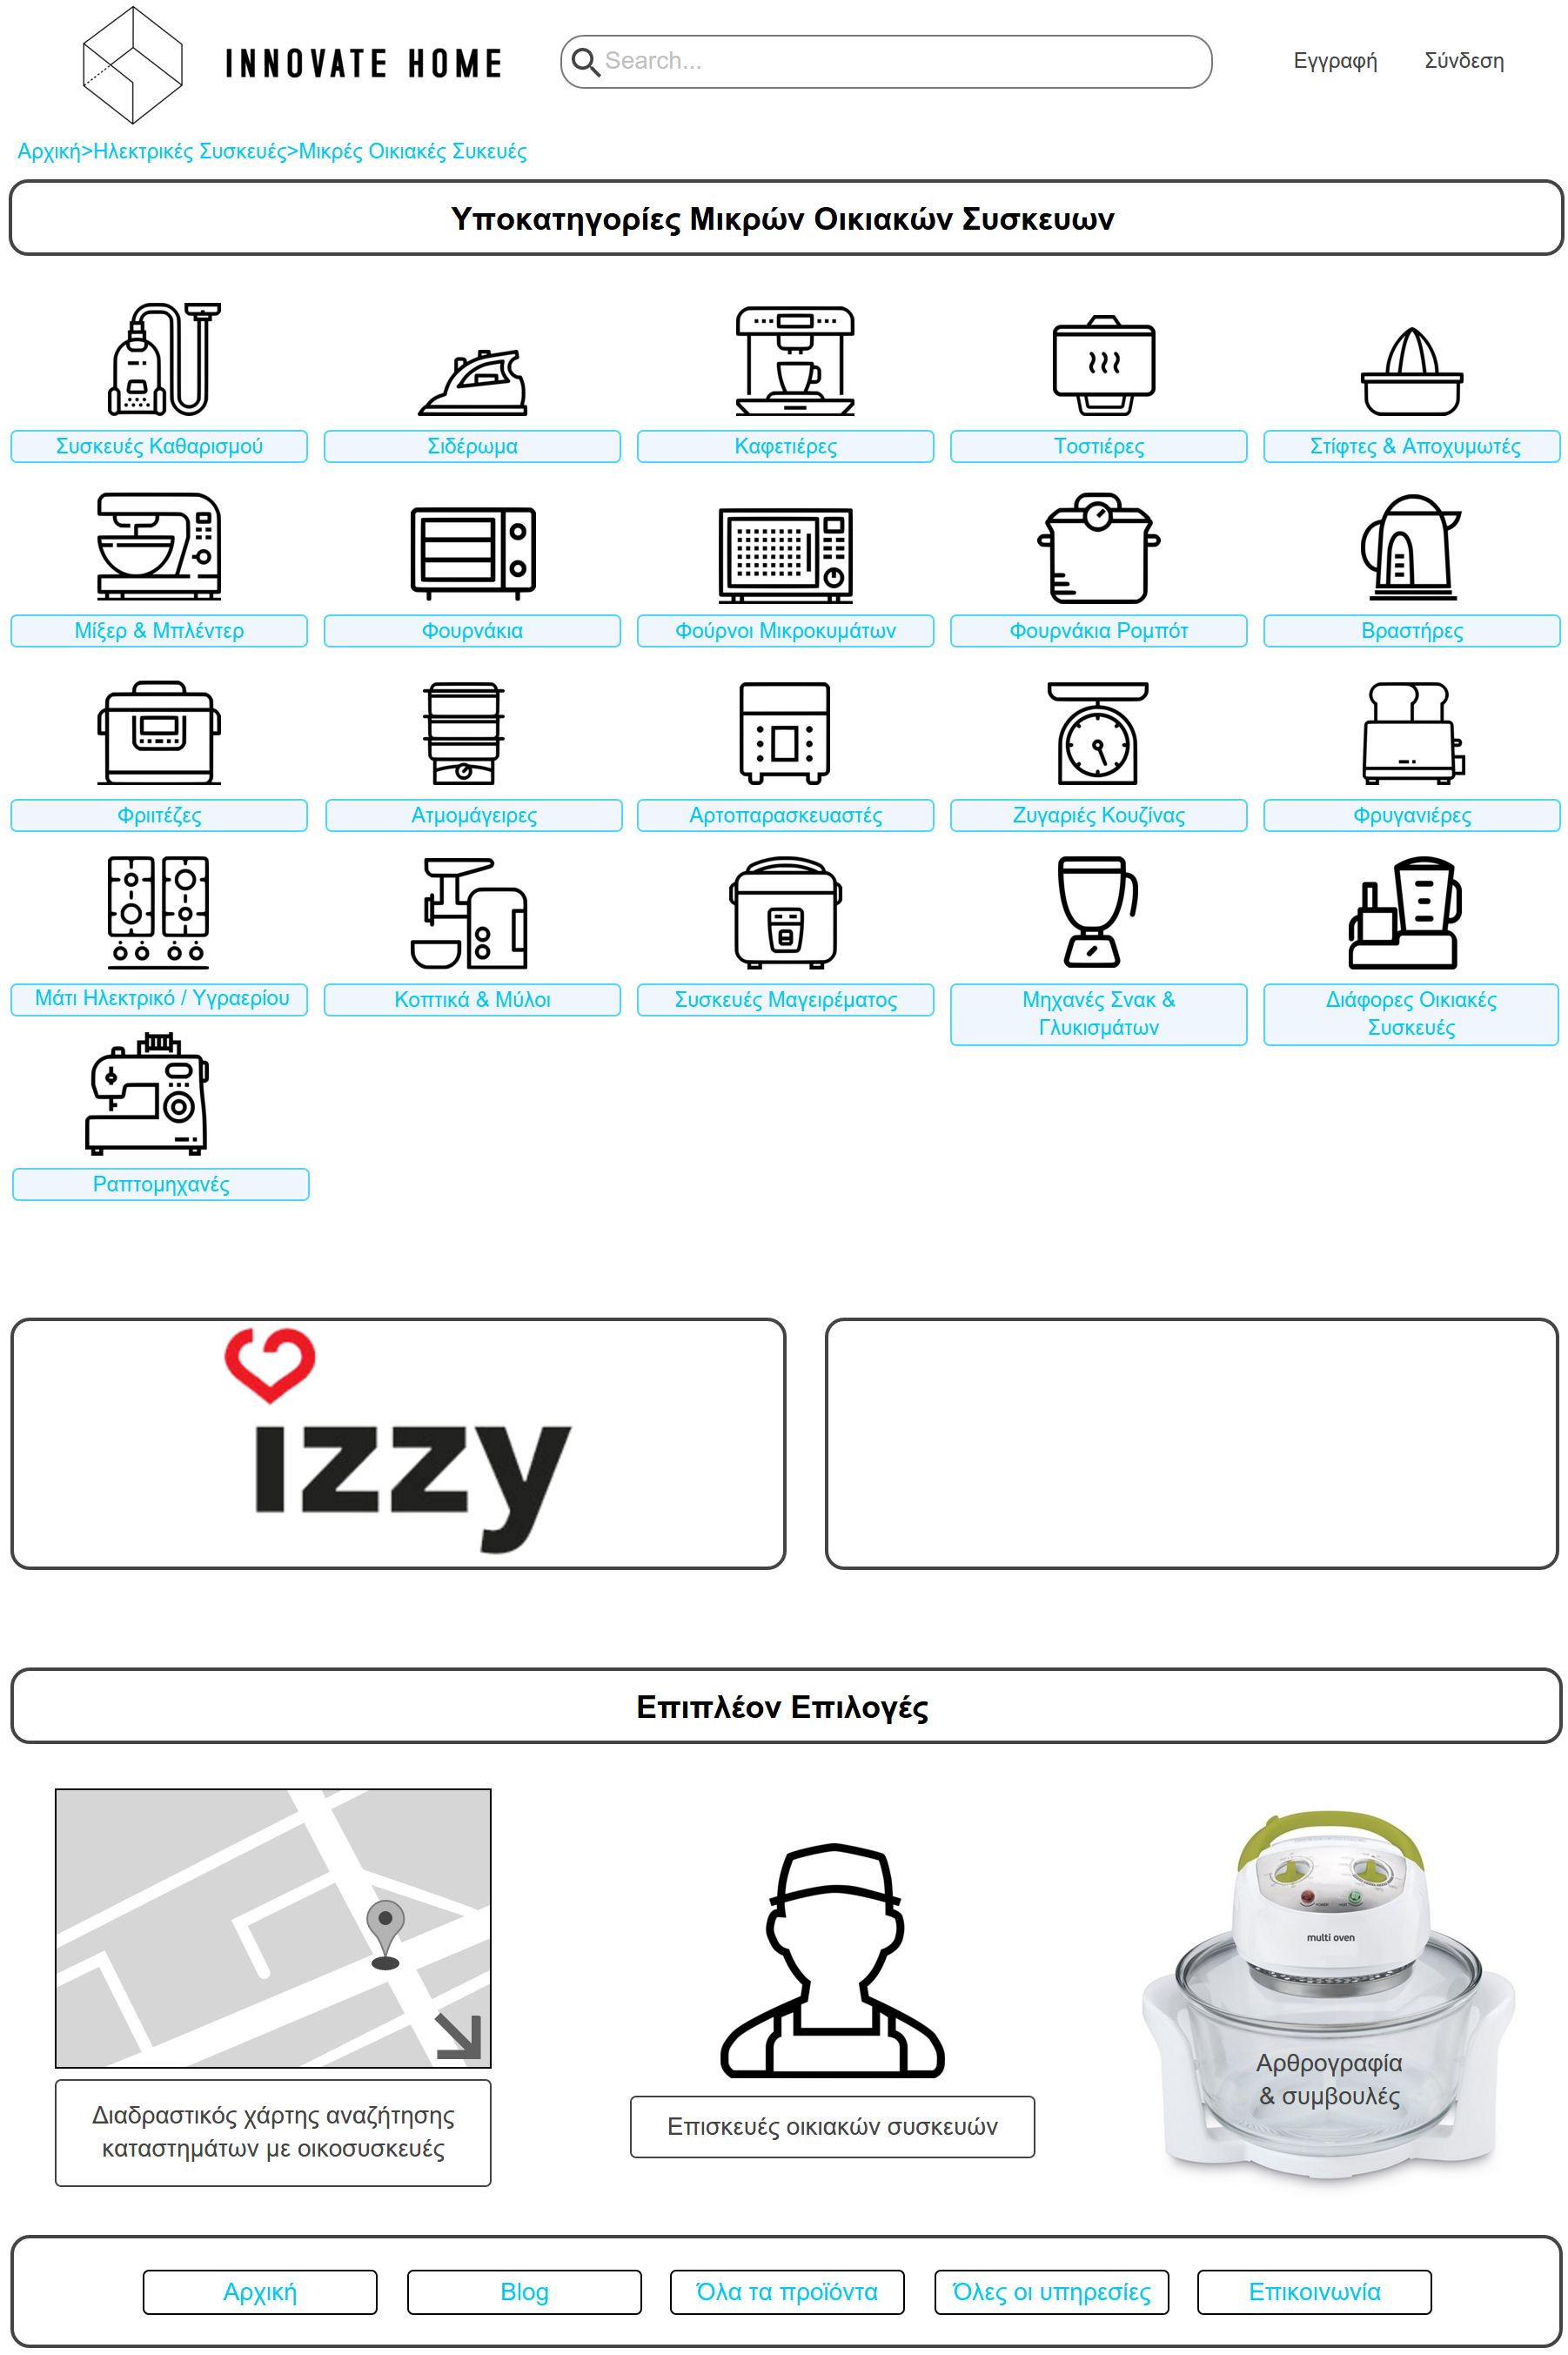 INNOVATE HOME
Search...
Εγγραφή
Σύνδεση
Αρχική>Ηλεκτρικές Συσκευές>Μικρές Οικιακές Συκευές
Υποκατηγορίες Μικρών Οικιακών Συσκευων
Συσκευές Καθαρισμού
Σιδέρωμα
Καφετιέρες
Τοστιέρες
Στίφτες & Αποχυμωτές
Μίξερ & Μπλέντερ
Φουρνάκια
Φούρνοι Μικροκυμάτων
Φουρνάκια Ρομπότ
Βραστήρες
Φριιτέζες
Ατμομάγειρες
Αρτοπαρασκευαστές
Ζυγαριές Κουζίνας
Φρυγανιέρες
Μάτι Ηλεκτρικό / Υγραερίου
Κοπτικά & Μύλοι
Συσκευές Μαγειρέματος
Μηχανές Σνακ &
Γλυκισμάτων
Διάφορες Οικιακές
Συσκευές
Ραπτομηχανές
izzy
Επιπλέον Επιλογές
multi oven
Αρθρογραφία
& συμβουλές
Διαδραστικός χάρτης αναζήτησης
καταστημάτων με οικοσυσκευές
Επισκευές οικιακών συσκευών
Αρχική
Blog
Όλα τα προϊόντα
Όλες οι υπηρεσίες
Επικοινωνία